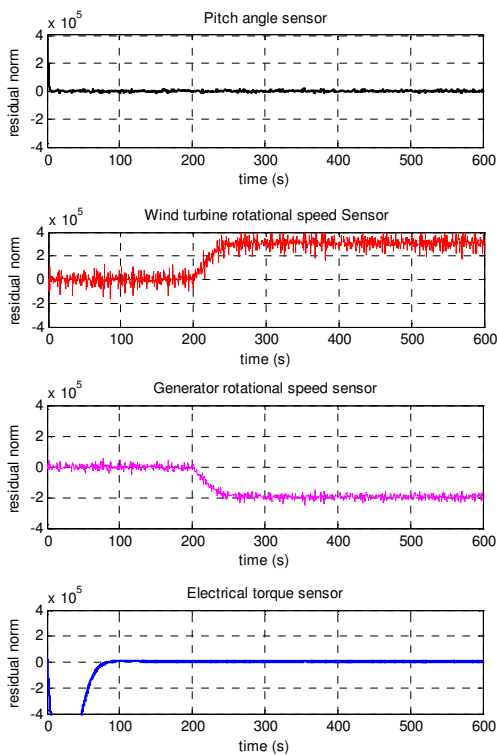 Pitch angle sensor
x 10^5
4
2
0
-2
-4
residual norm
0 100 200 300 400 500 600
time (s)
Wind turbine rotational speed Sensor
x 10^5
4
2
0
-2
-4
residual norm
0 100 200 300 400 500 600
time (s)
Generator rotational speed sensor
x 10^5
4
2
0
-2
-4
residual norm
0 100 200 300 400 500 600
time (s)
Electrical torque sensor
x 10^5
4
2
0
-2
-4
residual norm
0 100 200 300 400 500 600
time (s)